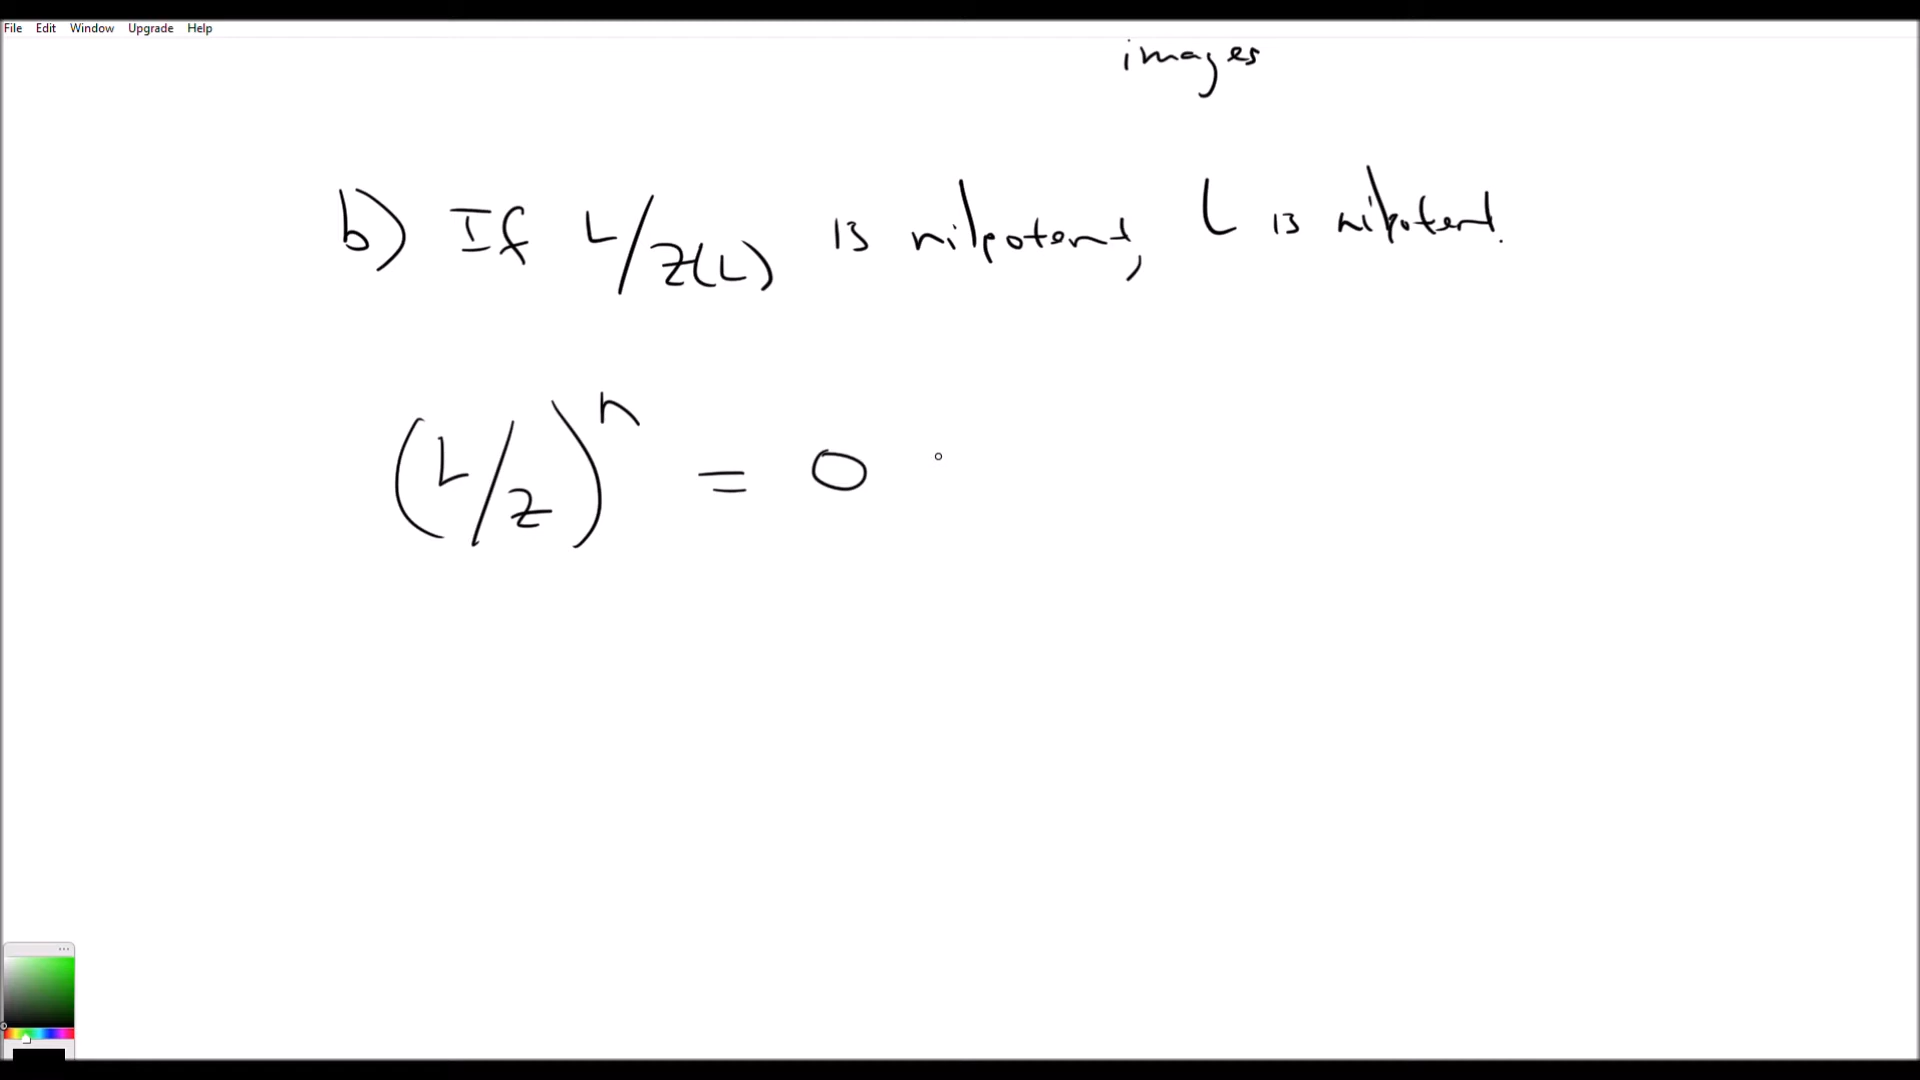 File Edit Window Upgrade Help
images
b) If L/Z(L) is nilpotent, L is nilpotent.
(L/Z)^n = 0